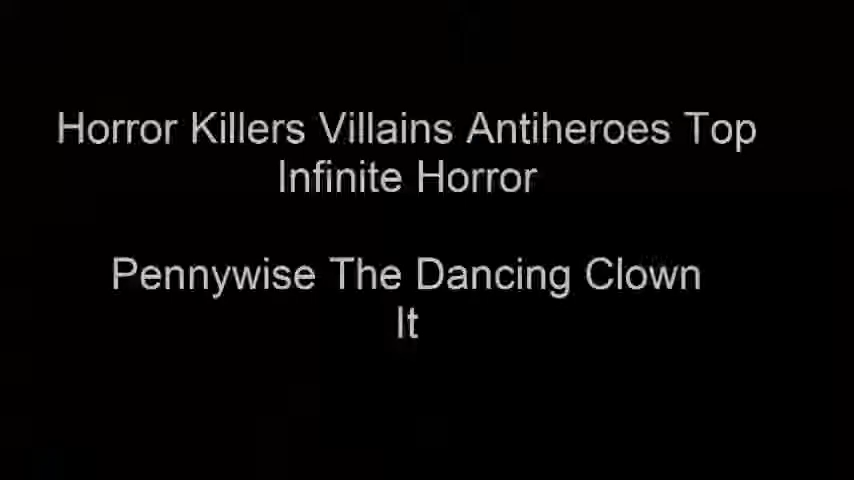 Horror Killers Villains Antiheroes Top
Infinite Horror
Pennywise The Dancing Clown
It